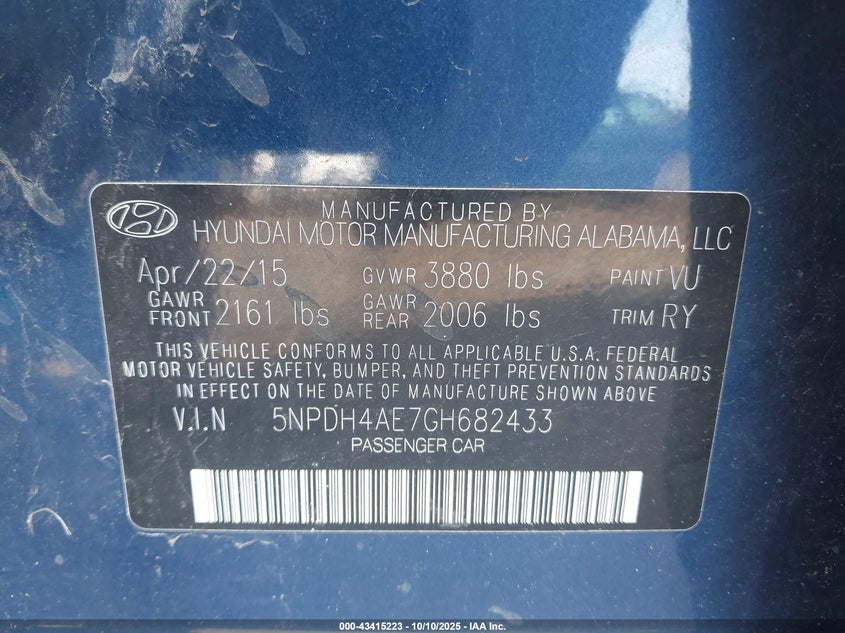 MANUFACTURED BY
HYUNDAI MOTOR MANUFACTURING ALABAMA, LLC
Apr/22/15 GVWR 3880 lbs PAINT VU
GAWR FRONT 2161 lbs GAWR REAR 2006 lbs TRIM RY
THIS VEHICLE CONFORMS TO ALL APPLICABLE U.S.A. FEDERAL
MOTOR VEHICLE SAFETY, BUMPER, AND THEFT PREVENTION STANDARDS
IN EFFECT ON THE DATE OF MANUFACTURE SHOWN ABOVE
V.I.N 5NPDH4AE7GH682433
PASSENGER CAR
000-43415223 - 10/10/2025 - IAA Inc.